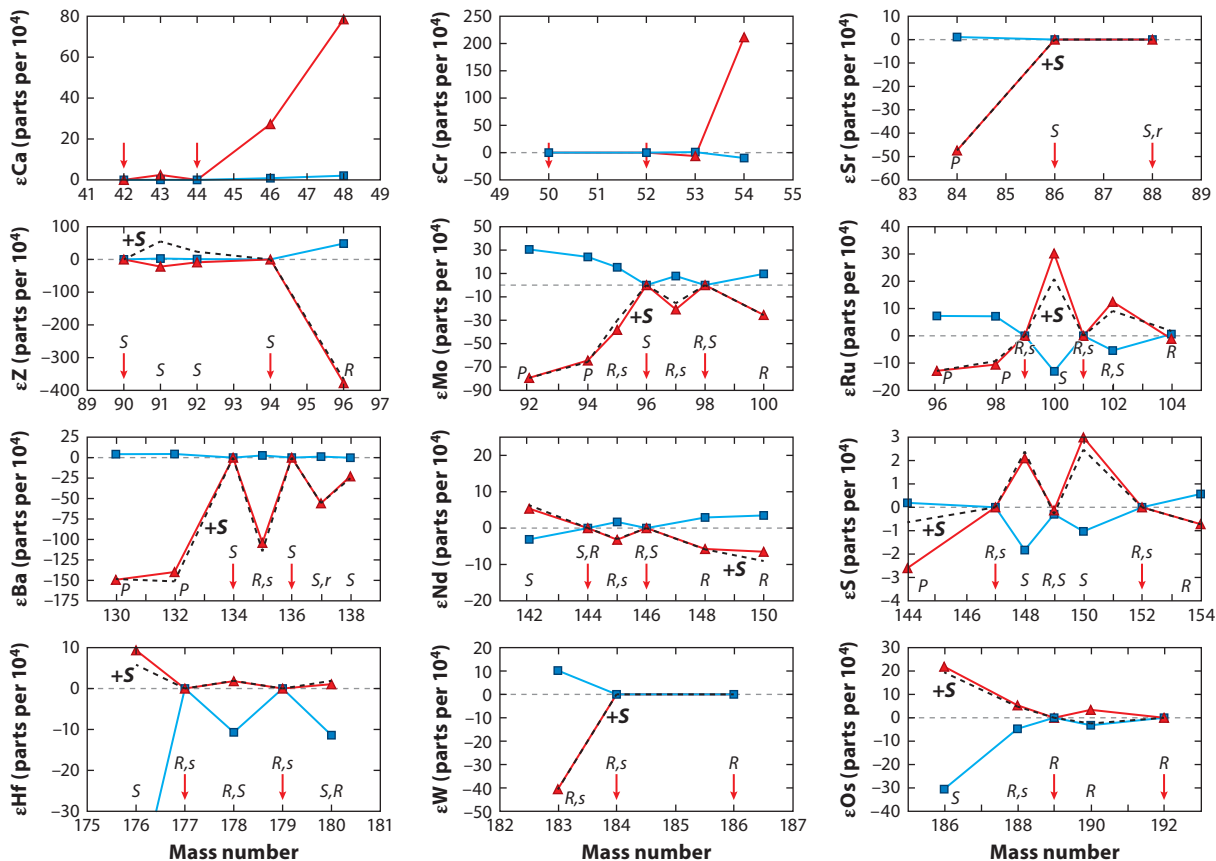 εCa (parts per 10⁴)
80
60
40
20
0
41 42 43 44 45 46 47 48 49
εCr (parts per 10⁴)
250
200
150
100
50
0
−50
49 50 51 52 53 54 55
εSr (parts per 10⁴)
10
0
−10
−20
−30
−40
−50
−60
+S
S
S,r
P
83 84 85 86 87 88 89
εZ (parts per 10⁴)
100
0
−100
−200
−300
−400
+S
S
S
S
S
R
89 90 91 92 93 94 95 96 97
εMo (parts per 10⁴)
50
30
10
−10
−30
−50
−70
−90
+S
S
R,S
P
P
R,s
R,s
R
92 94 96 98 100
εRu (parts per 10⁴)
40
30
20
10
0
−10
−20
+S
R,s
R,s
R
P
P
S
R,S
96 98 100 102 104
εBa (parts per 10⁴)
25
0
−25
−50
−75
−100
−125
−150
−175
+S
S
S
P
P
R,s
S,r
S
130 132 134 136 138
εNd (parts per 10⁴)
20
10
0
−10
−20
+S
S,R
R,S
S
R,s
R
R
142 144 146 148 150
εS (parts per 10⁴)
3
2
1
0
−1
−2
−3
−4
+S
R,s
R,s
P
S
R,S
S
R
144 146 148 150 152 154
εHf (parts per 10⁴)
10
0
−10
−20
−30
+S
R,s
R,s
S
R,S
S,R
175 176 177 178 179 180 181
Mass number
εW (parts per 10⁴)
50
40
30
20
10
0
−10
−20
−30
−40
−50
+S
R,s
R
R,s
182 183 184 185 186 187
Mass number
εOs (parts per 10⁴)
30
20
10
0
−10
−20
−30
−40
+S
R
R
S
R,s
R
186 188 190 192
Mass number